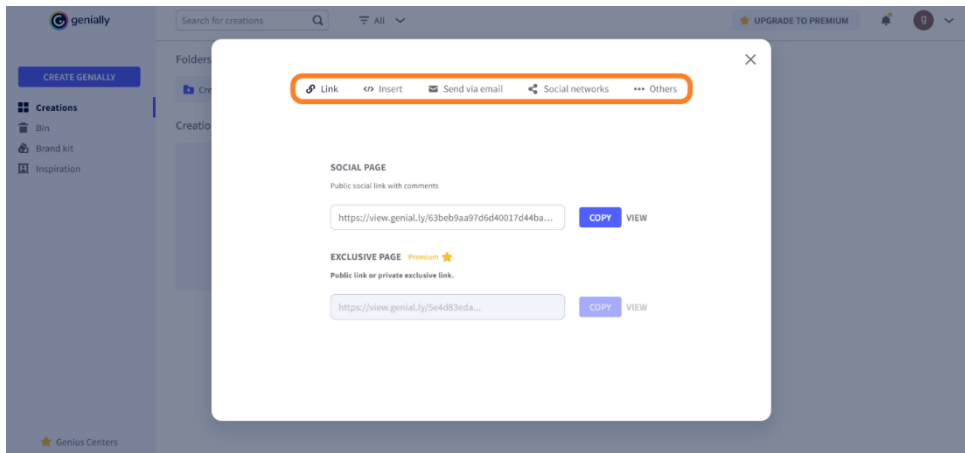 genially
Search for creations
All
UPGRADE TO PREMIUM
g
CREATE GENIALLY
Creations
Bin
Brand kit
Inspiration
Genius Centers
Folders
Cre
Creatio
Link </> Insert Send via email Social networks ••• Others
SOCIAL PAGE
Public social link with comments
https://view.genial.ly/63beb9aa97d6d40017d44ba...
COPY VIEW
EXCLUSIVE PAGE Premium
Public link or private exclusive link.
https://view.genial.ly/5e4d83eda...
COPY VIEW